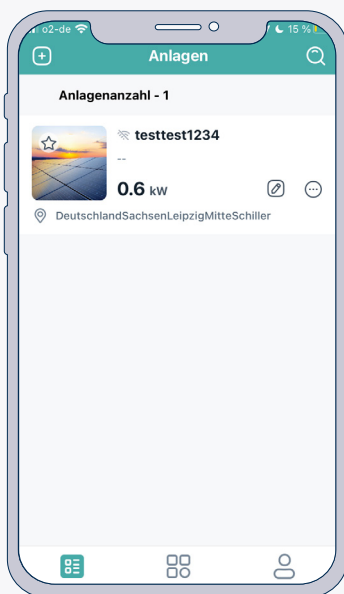 o2-de
15 %
Anlagen
Anlagenanzahl - 1
testtest1234
--
0.6 kW
DeutschlandSachsenLeipzigMitteSchiller